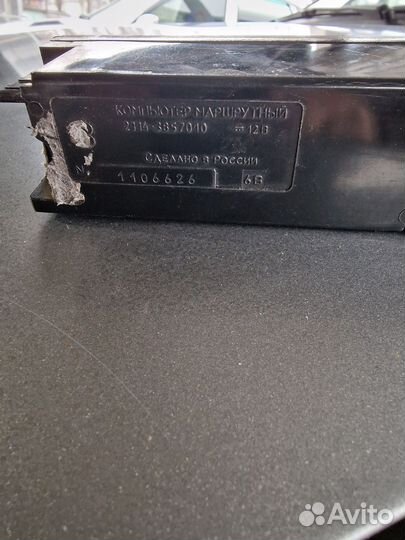 КОМПЬЮТЕР МАРШРУТНЫЙ
2114-3857010 12В
СДЕЛАНО В РОССИИ
N 1106626 6В
Avito